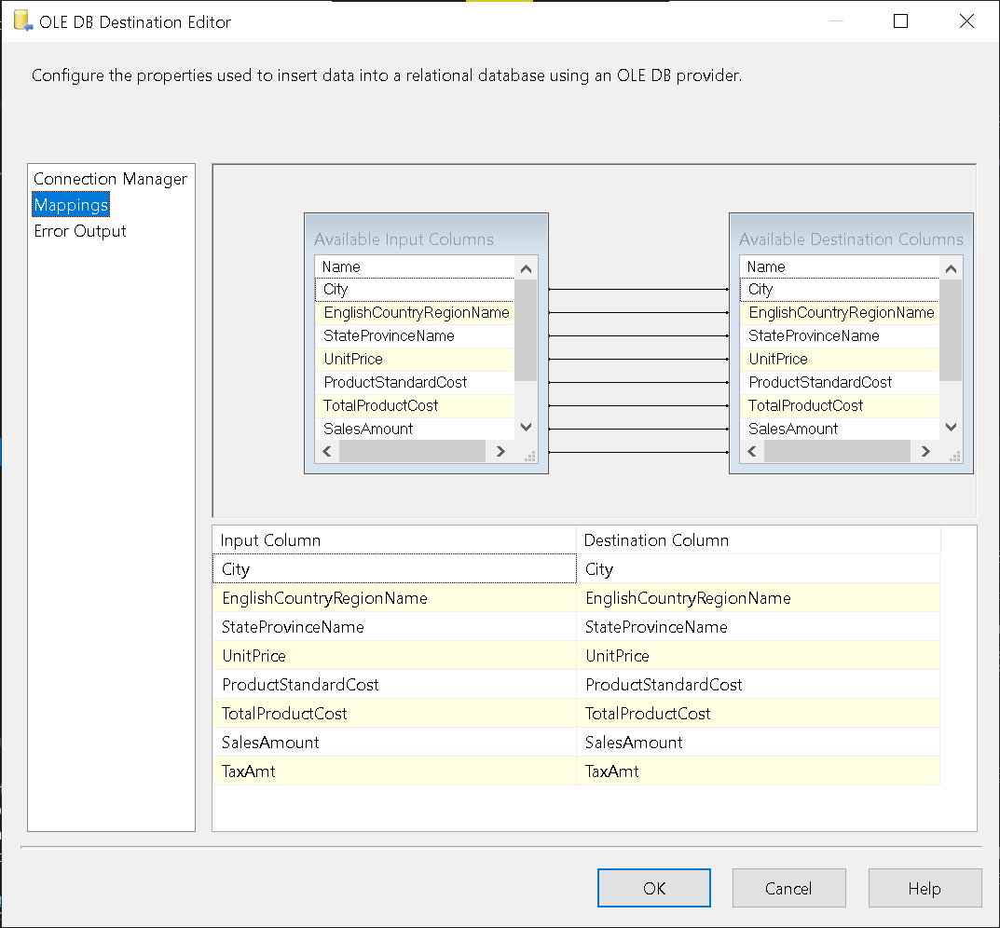 OLE DB Destination Editor
Configure the properties used to insert data into a relational database using an OLE DB provider.
Connection Manager
Mappings
Error Output
Available Input Columns
Name
City
EnglishCountryRegionName
StateProvinceName
UnitPrice
ProductStandardCost
TotalProductCost
SalesAmount
Available Destination Columns
Name
City
EnglishCountryRegionName
StateProvinceName
UnitPrice
ProductStandardCost
TotalProductCost
SalesAmount
Input Column Destination Column
City City
EnglishCountryRegionName EnglishCountryRegionName
StateProvinceName StateProvinceName
UnitPrice UnitPrice
ProductStandardCost ProductStandardCost
TotalProductCost TotalProductCost
SalesAmount SalesAmount
TaxAmt TaxAmt
OK Cancel Help